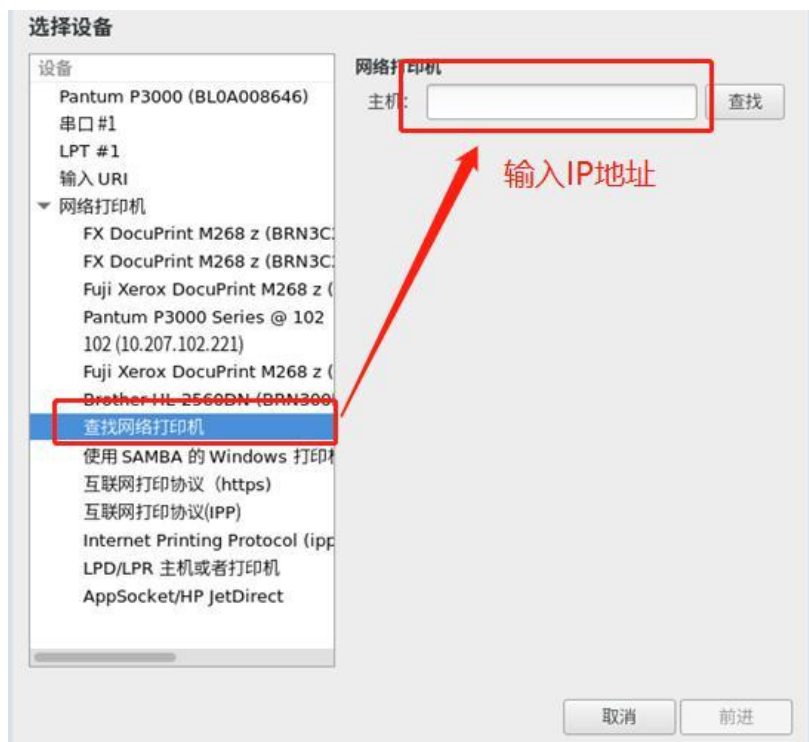 选择设备
设备
Pantum P3000 (BL0A008646)
串口 #1
LPT #1
输入 URI
网络打印机
FX DocuPrint M268 z (BRN3C
FX DocuPrint M268 z (BRN3C
Fuji Xerox DocuPrint M268 z (
Pantum P3000 Series @ 102
102 (10.207.102.221)
Fuji Xerox DocuPrint M268 z (
Brother HL-2560DN (BRN300
查找网络打印机
使用 SAMBA 的 Windows 打印机
互联网打印协议（https)
互联网打印协议(IPP)
Internet Printing Protocol (ipp
LPD/LPR 主机或者打印机
AppSocket/HP JetDirect
网络打印机
主机:
查找
输入IP地址
取消
前进